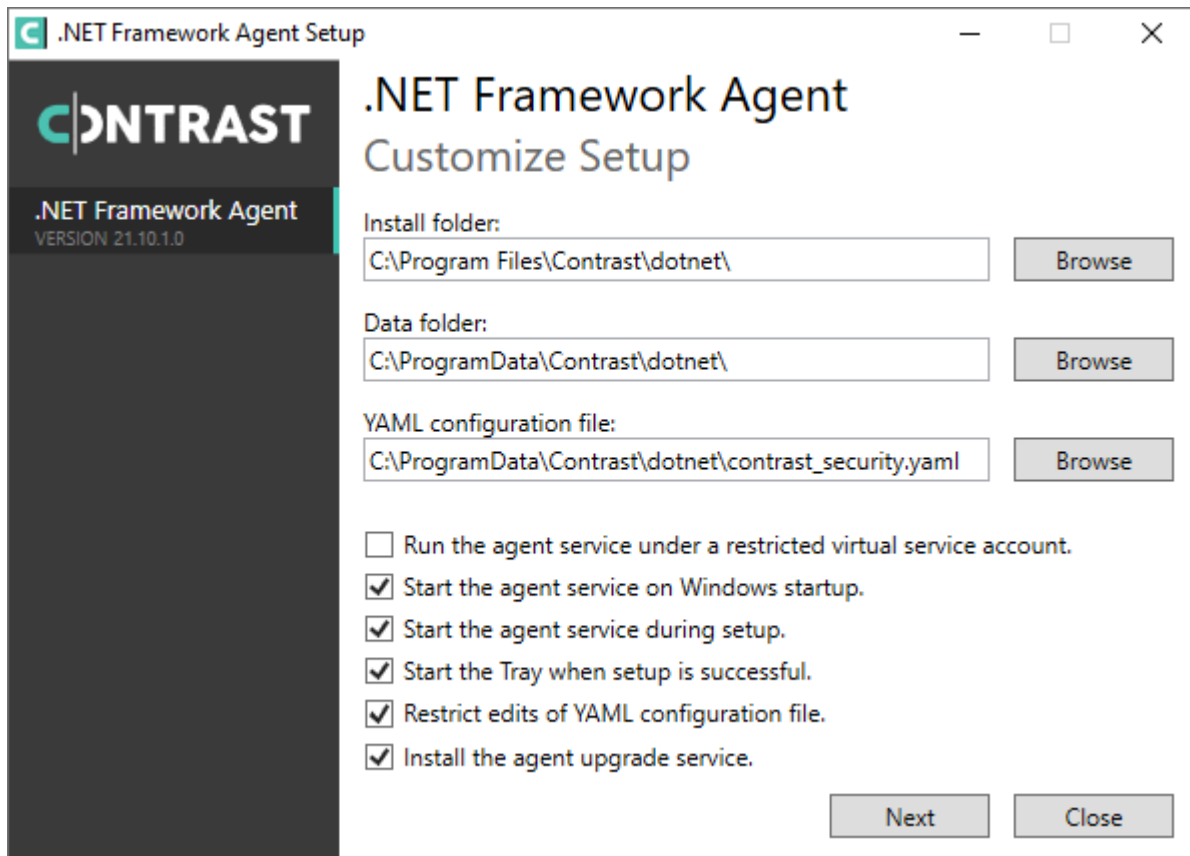 .NET Framework Agent Setup
CONTRAST
.NET Framework Agent
VERSION 21.10.1.0
.NET Framework Agent
Customize Setup
Install folder:
C:\Program Files\Contrast\dotnet\
Browse
Data folder:
C:\ProgramData\Contrast\dotnet\
Browse
YAML configuration file:
C:\ProgramData\Contrast\dotnet\contrast_security.yaml
Browse
Run the agent service under a restricted virtual service account.
Start the agent service on Windows startup.
Start the agent service during setup.
Start the Tray when setup is successful.
Restrict edits of YAML configuration file.
Install the agent upgrade service.
Next
Close